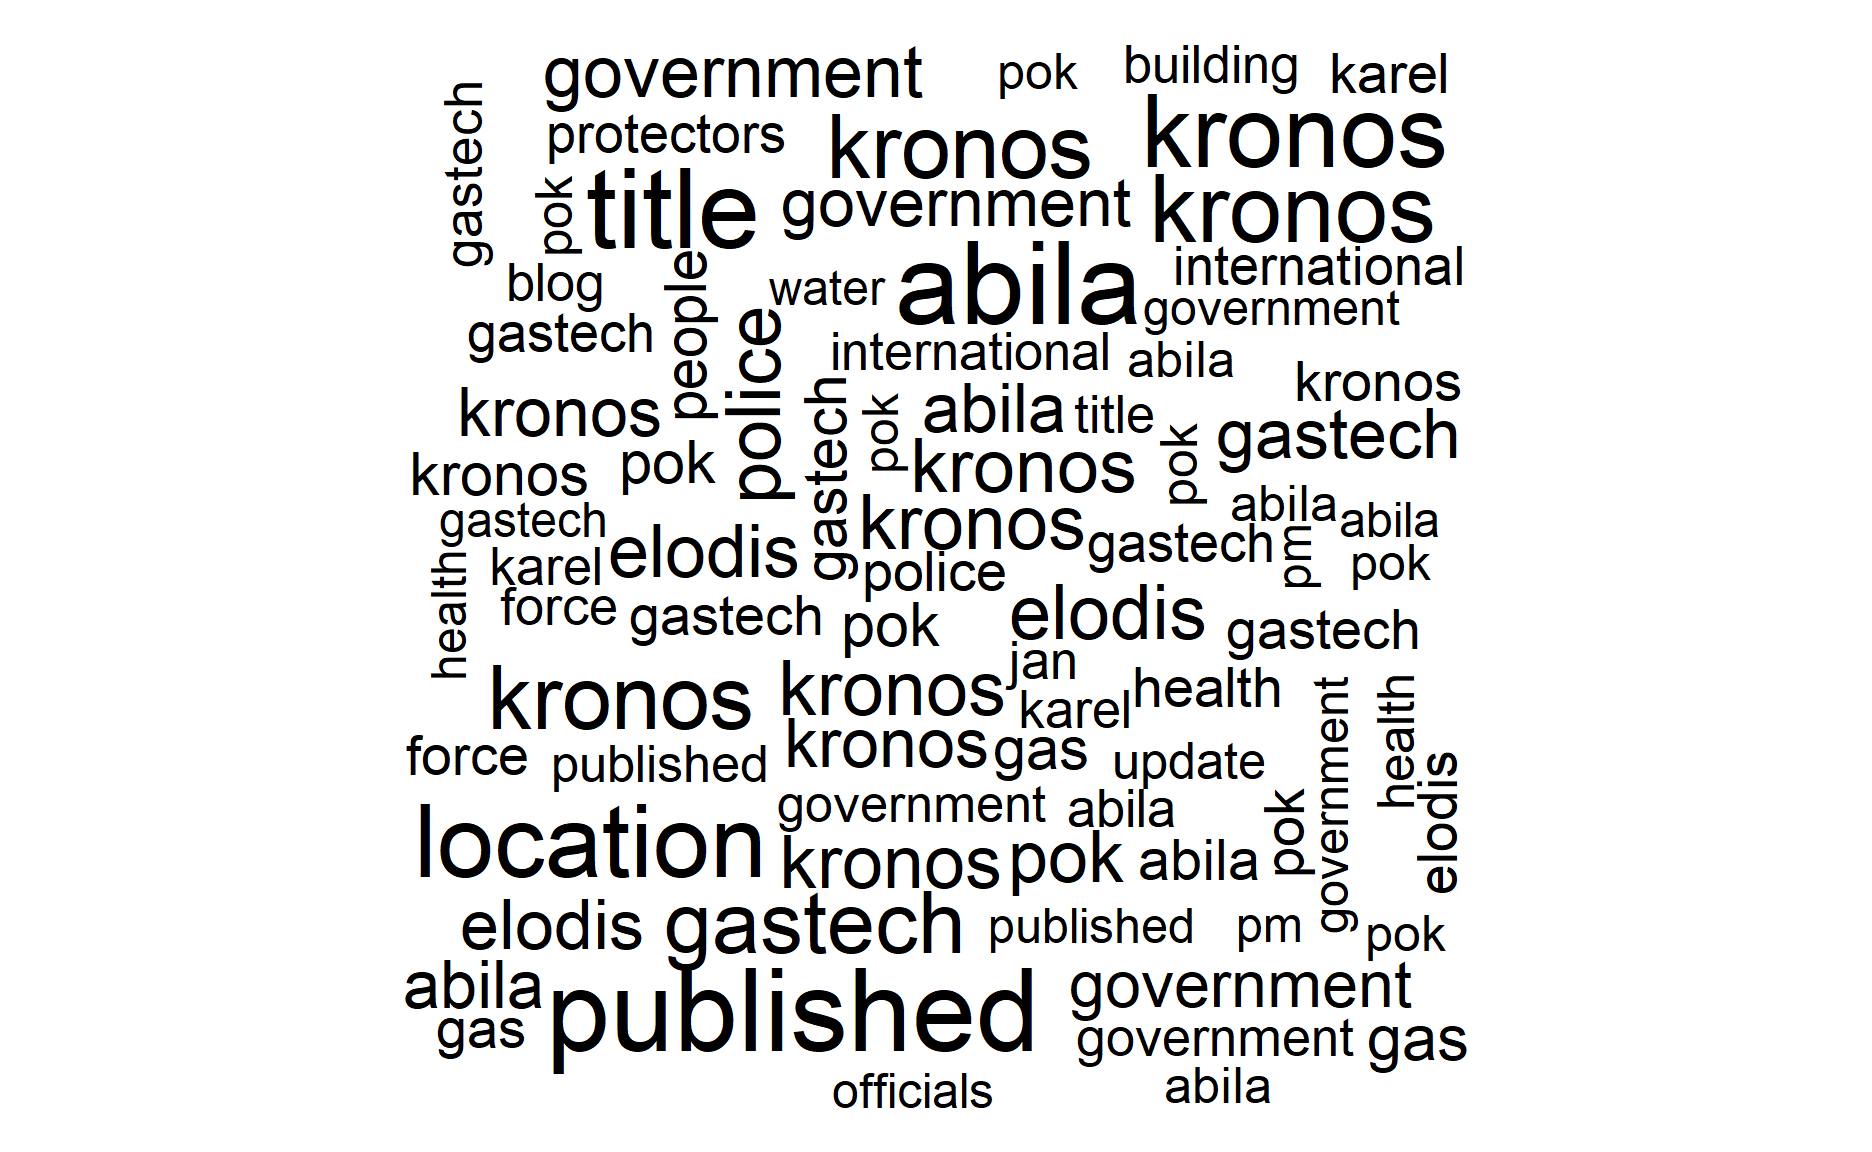 government pok building karel
gastech protectors kronos kronos
pok title government kronos
blog people water abila international
government
gastech police international abila
kronos
kronos gastech pok abila title
pok gastech
kronos pok kronos
abila abila
gastech elodis kronos gastech pm
karel police pok
health force gastech pok elodis gastech
jan
kronos kronos karel health government health
force published kronos gas update elodis
government abila pok
location kronos pok abila
elodis gastech published pm pok
abila published government
gas government gas
officials abila